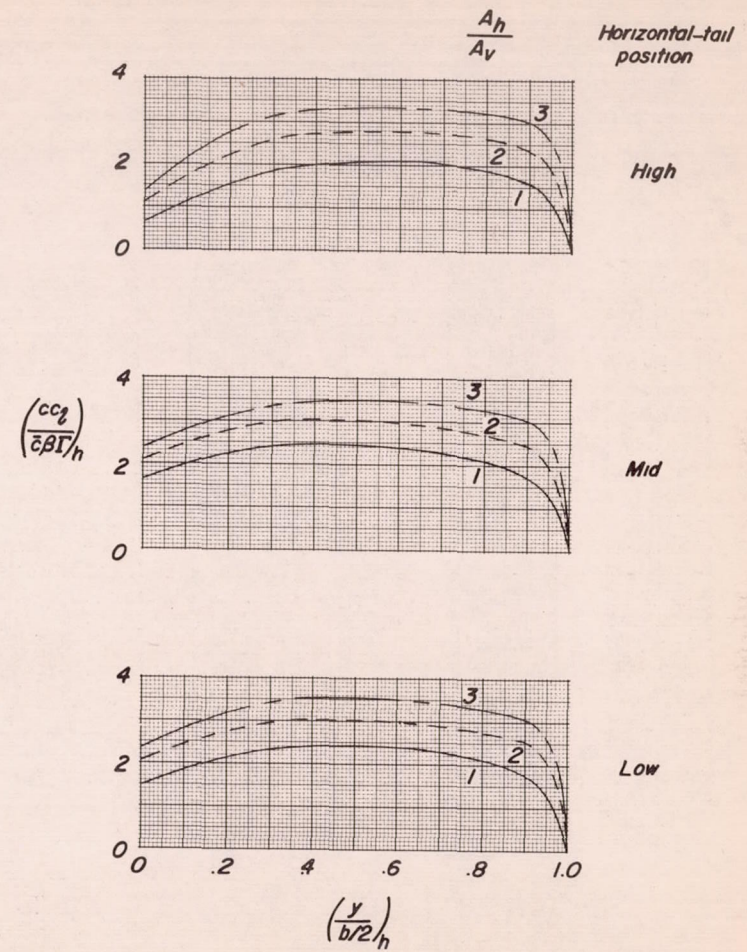 A_h / A_v
Horizontal-tail position
4
2
0
3
2
1
High
4
2
0
3
2
1
Mid
(cc_l / c̄βΓ)_h
4
2
0
3
2
1
Low
0 .2 .4 .6 .8 1.0
(y / b/2)_h